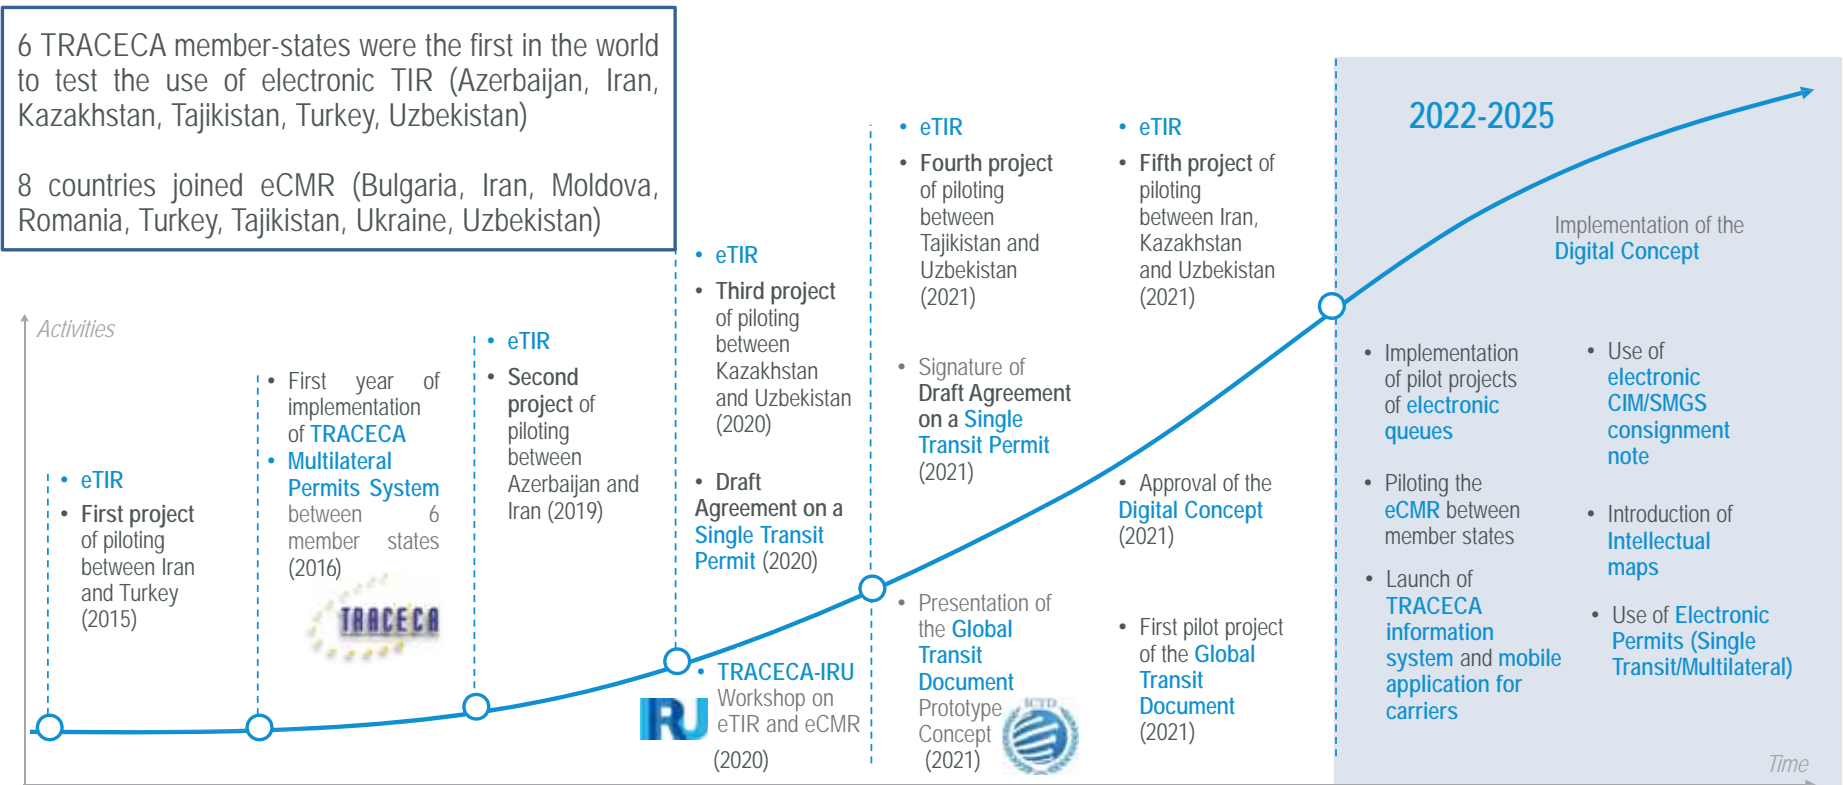 6 TRACECA member-states were the first in the world
to test the use of electronic TIR (Azerbaijan, Iran,
Kazakhstan, Tajikistan, Turkey, Uzbekistan)
8 countries joined eCMR (Bulgaria, Iran, Moldova,
Romania, Turkey, Tajikistan, Ukraine, Uzbekistan)
Activities
• eTIR
• First project
of piloting
between Iran
and Turkey
(2015)
• First year of
implementation
of TRACECA
• Multilateral
Permits System
between 6
member states
(2016)
TRACECA
• eTIR
• Second
project of
piloting
between
Azerbaijan and
Iran (2019)
• eTIR
• Third project
of piloting
between
Kazakhstan
and Uzbekistan
(2020)
• Draft
Agreement on a
Single Transit
Permit (2020)
• TRACECA-IRU
Workshop on
eTIR and eCMR
(2020)
IRU
• eTIR
• Fourth project
of piloting
between
Tajikistan and
Uzbekistan
(2021)
• Signature of
Draft Agreement
on a Single
Transit Permit
(2021)
• Presentation of
the Global
Transit
Document
Prototype
Concept
(2021)
ICTD
• eTIR
• Fifth project of
piloting
between Iran,
Kazakhstan
and Uzbekistan
(2021)
• Approval of the
Digital Concept
(2021)
• First pilot project
of the Global
Transit
Document
(2021)
2022-2025
Implementation of the
Digital Concept
• Implementation
of pilot projects
of electronic
queues
• Piloting the
eCMR between
member states
• Launch of
TRACECA
information
system and mobile
application for
carriers
• Use of
electronic
CIM/SMGS
consignment
note
• Introduction of
Intellectual
maps
• Use of Electronic
Permits (Single
Transit/Multilateral)
Time